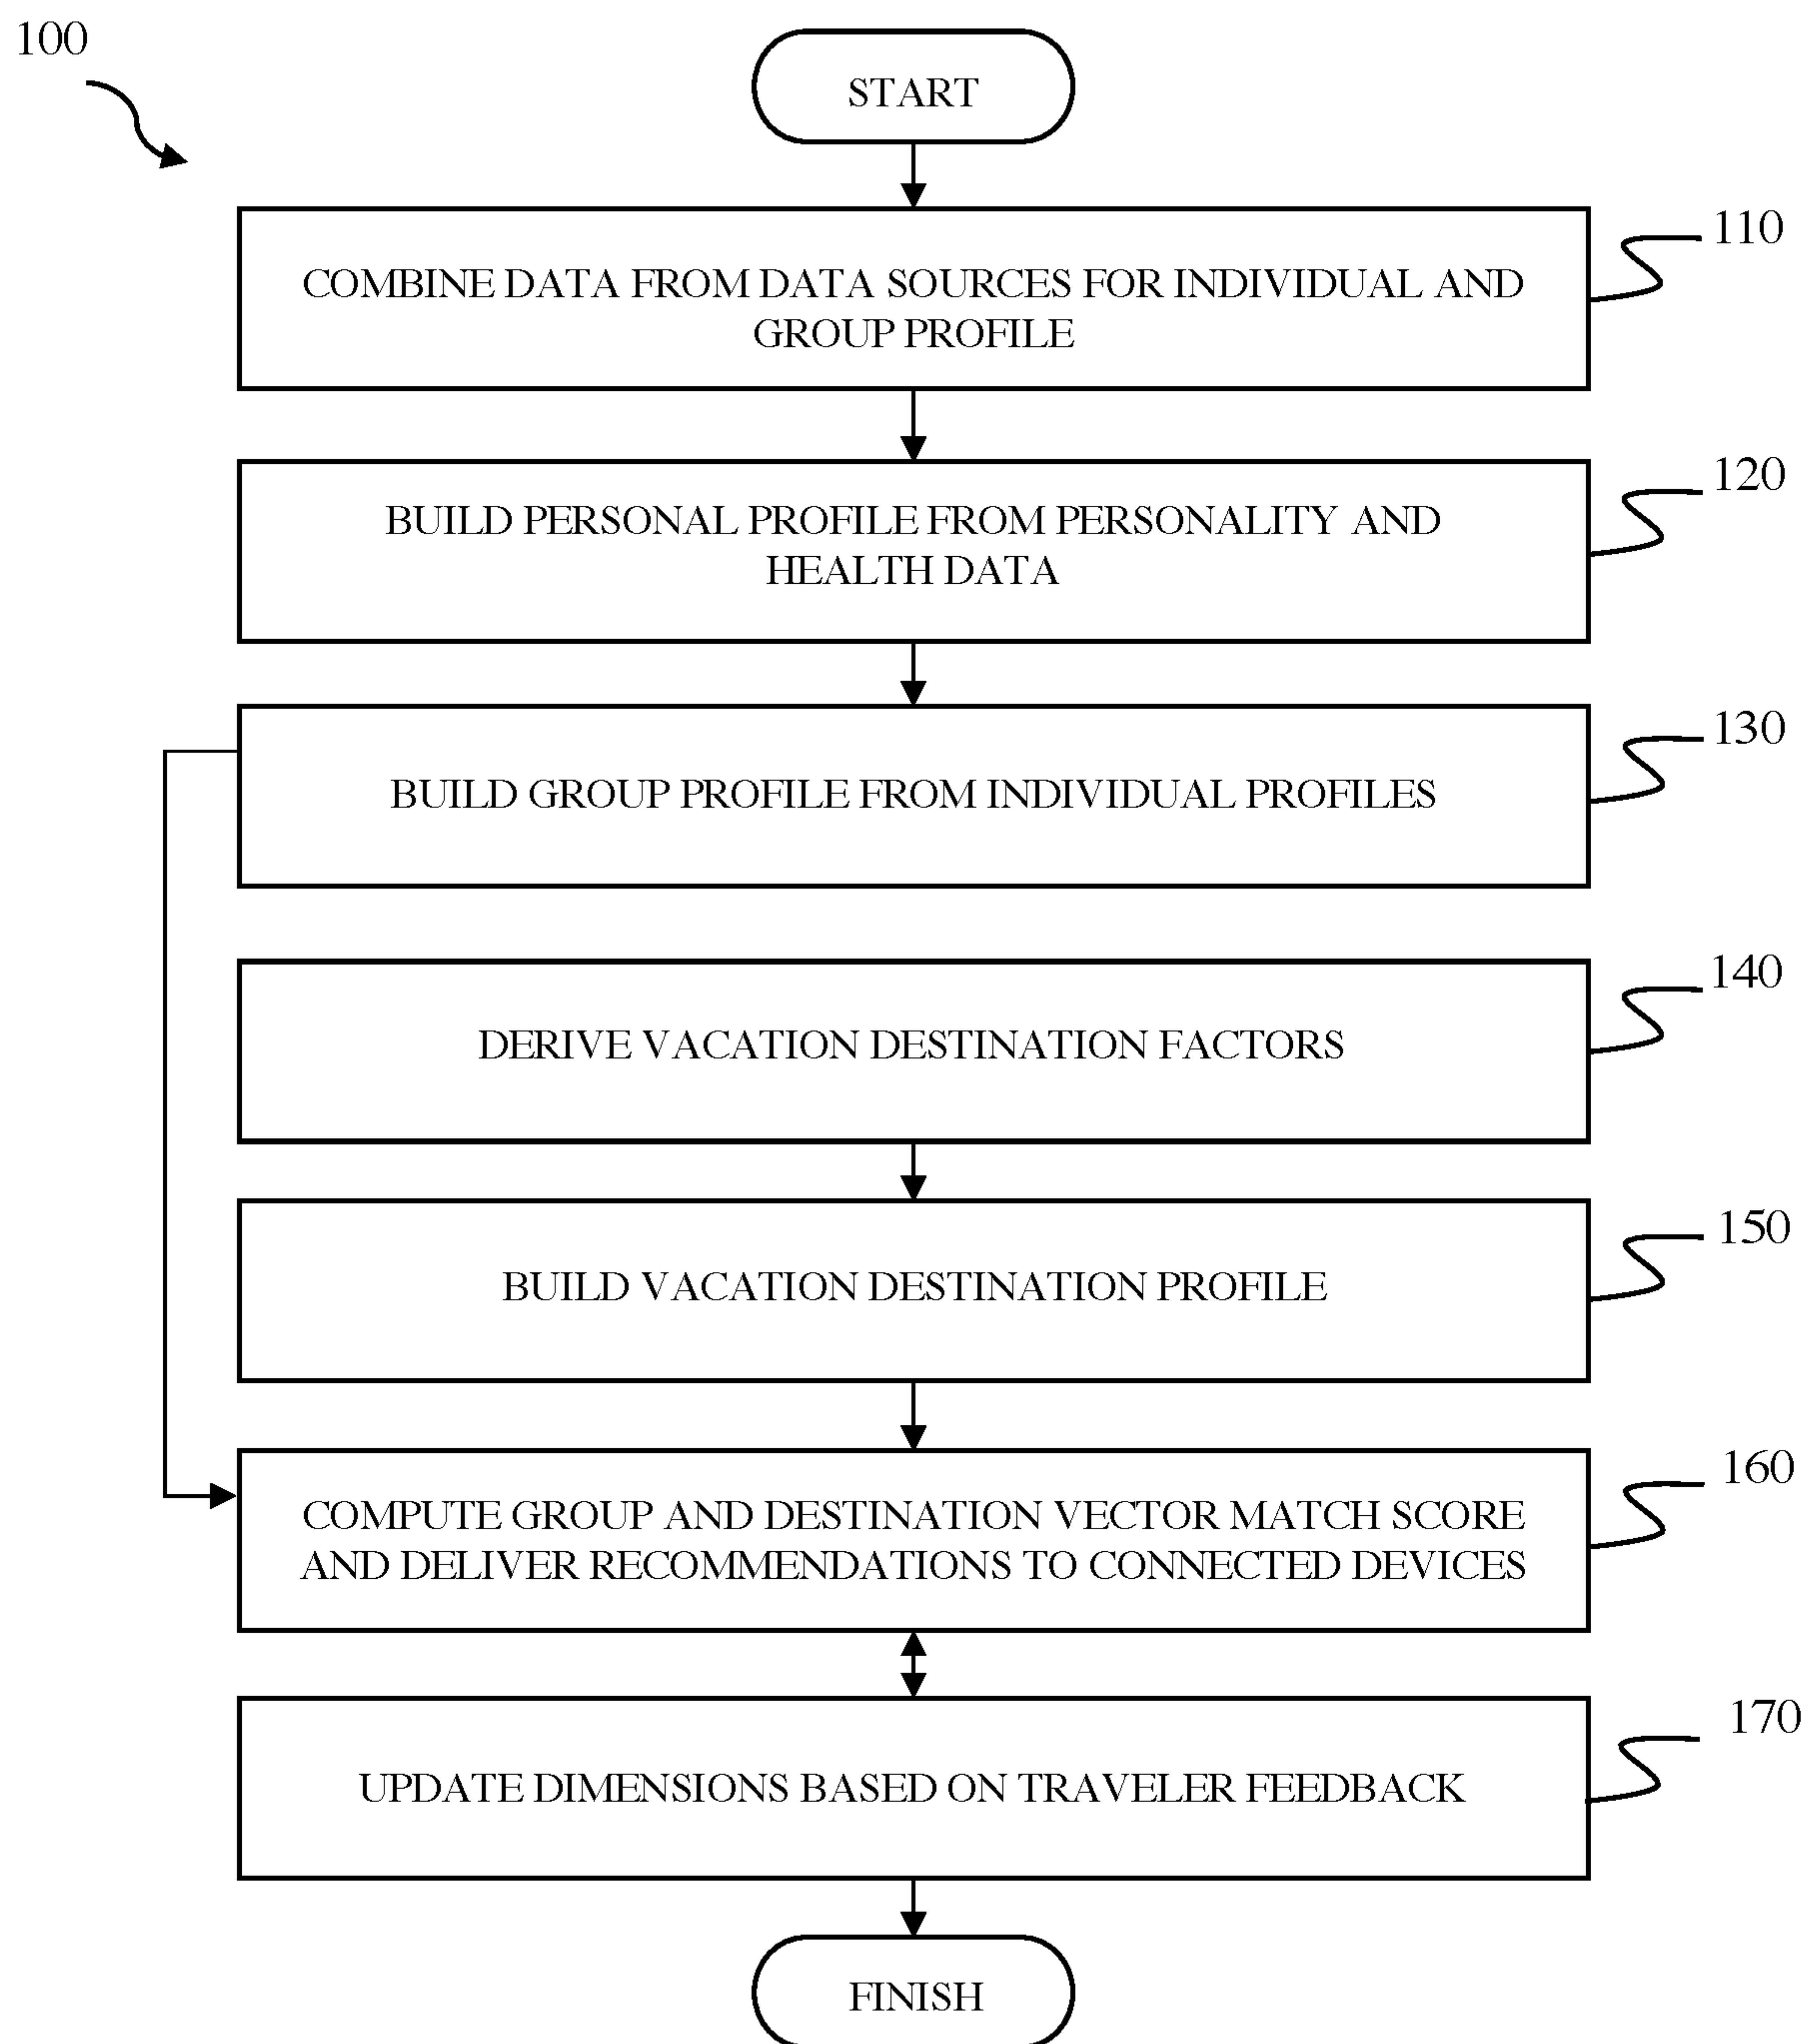 100
START
110
COMBINE DATA FROM DATA SOURCES FOR INDIVIDUAL AND
GROUP PROFILE
120
BUILD PERSONAL PROFILE FROM PERSONALITY AND
HEALTH DATA
130
BUILD GROUP PROFILE FROM INDIVIDUAL PROFILES
140
DERIVE VACATION DESTINATION FACTORS
150
BUILD VACATION DESTINATION PROFILE
160
COMPUTE GROUP AND DESTINATION VECTOR MATCH SCORE
AND DELIVER RECOMMENDATIONS TO CONNECTED DEVICES
170
UPDATE DIMENSIONS BASED ON TRAVELER FEEDBACK
FINISH